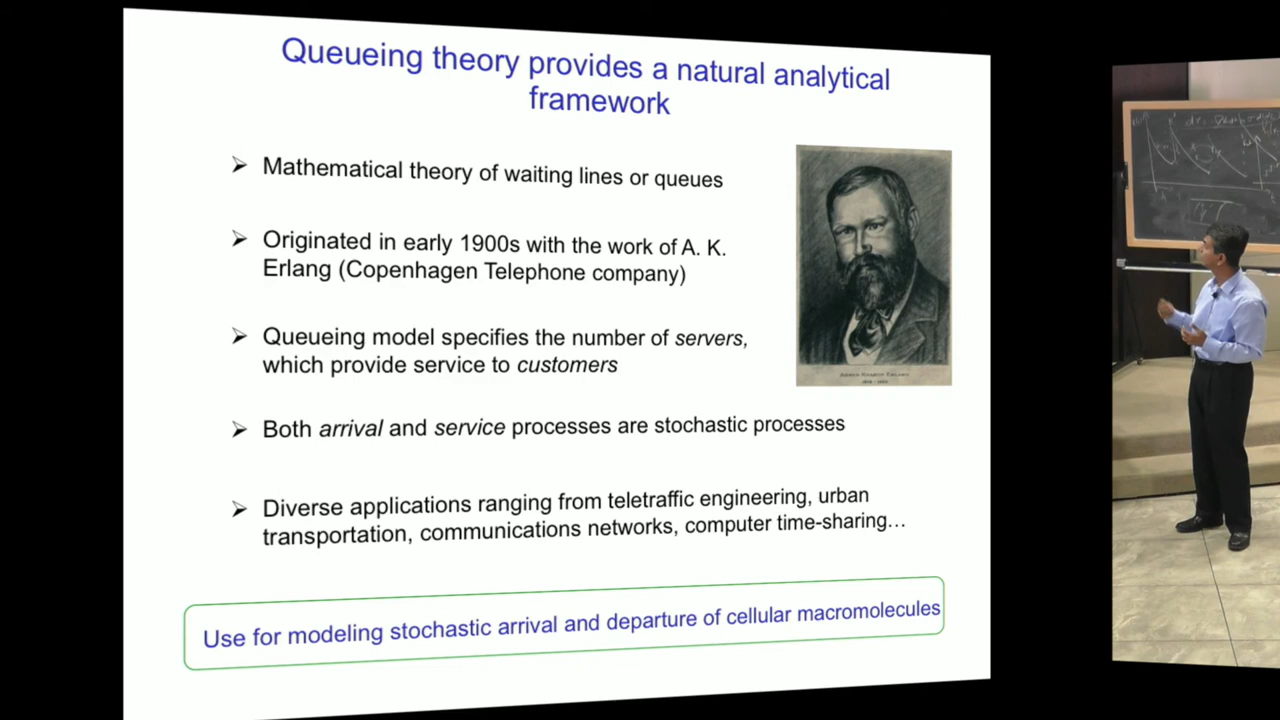 Queueing theory provides a natural analytical
framework
➢ Mathematical theory of waiting lines or queues
➢ Originated in early 1900s with the work of A. K.
Erlang (Copenhagen Telephone company)
➢ Queueing model specifies the number of servers,
which provide service to customers
➢ Both arrival and service processes are stochastic processes
➢ Diverse applications ranging from teletraffic engineering, urban
transportation, communications networks, computer time-sharing…
Use for modeling stochastic arrival and departure of cellular macromolecules